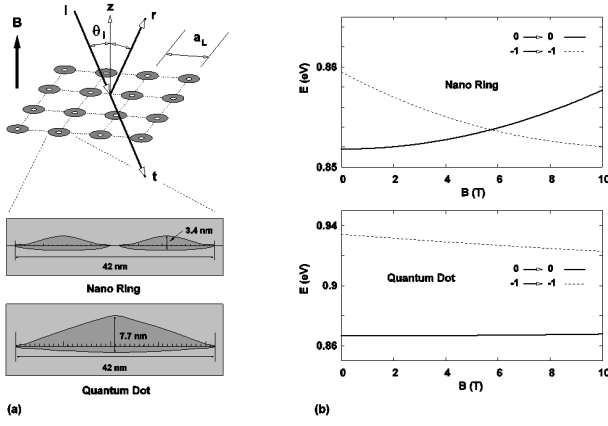 B
I
z
r
θI
aL
t
3.4 nm
42 nm
Nano Ring
7.7 nm
42 nm
Quantum Dot
(a)
E (eV)
0.86
0.85
0 0
-1 -1
Nano Ring
0 2 4 6 8 10
B (T)
E (eV)
0.94
0.9
0.86
0 0
-1 -1
Quantum Dot
0 2 4 6 8 10
B (T)
(b)